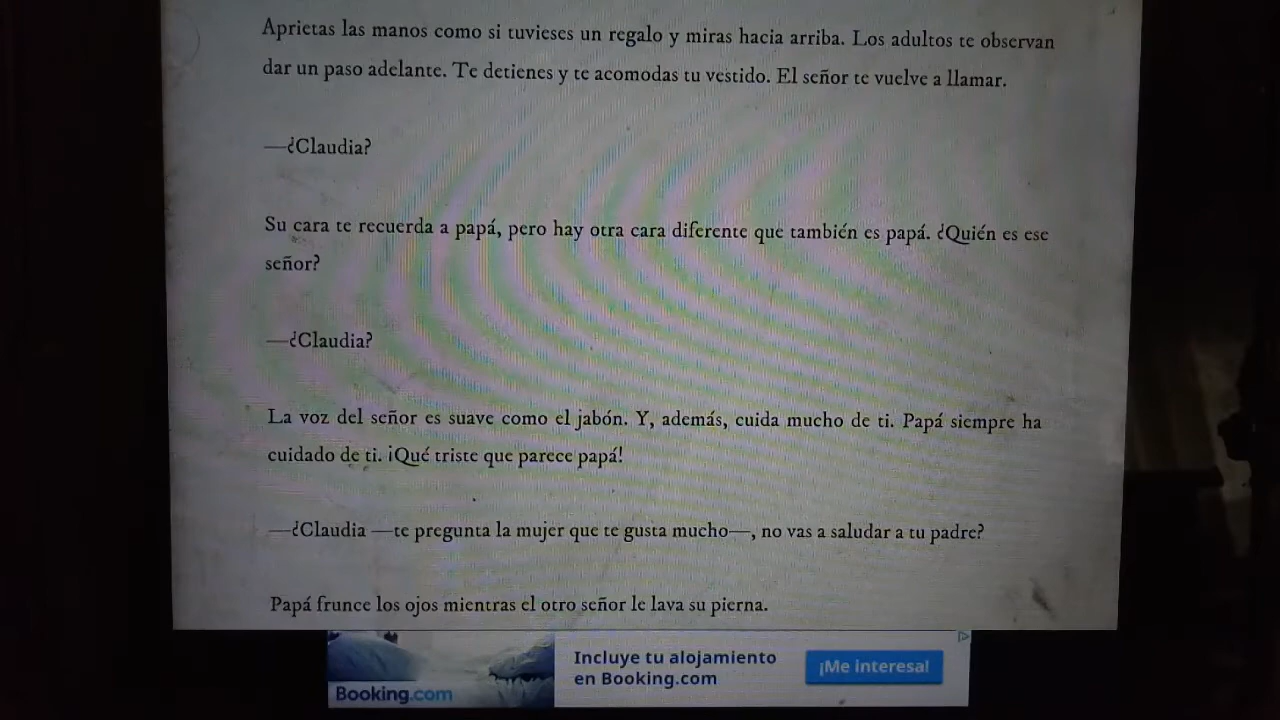 Aprietas las manos como si tuvieses un regalo y miras hacia arriba. Los adultos te observan
dar un paso adelante. Te detienes y te acomodas tu vestido. El señor te vuelve a llamar.
—¿Claudia?
Su cara te recuerda a papá, pero hay otra cara diferente que también es papá. ¿Quién es ese
señor?
—¿Claudia?
La voz del señor es suave como el jabón. Y, además, cuida mucho de ti. Papá siempre ha
cuidado de ti. ¡Qué triste que parece papá!
—¿Claudia —te pregunta la mujer que te gusta mucho—, no vas a saludar a tu padre?
Papá frunce los ojos mientras el otro señor le lava su pierna.
Incluye tu alojamiento
en Booking.com
¡Me interesa!
Booking.com